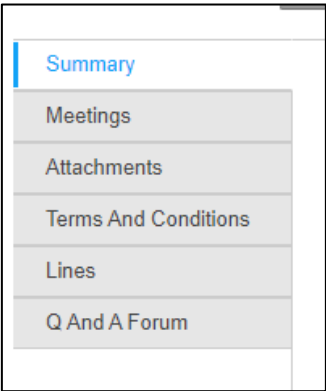 Summary
Meetings
Attachments
Terms And Conditions
Lines
Q And A Forum